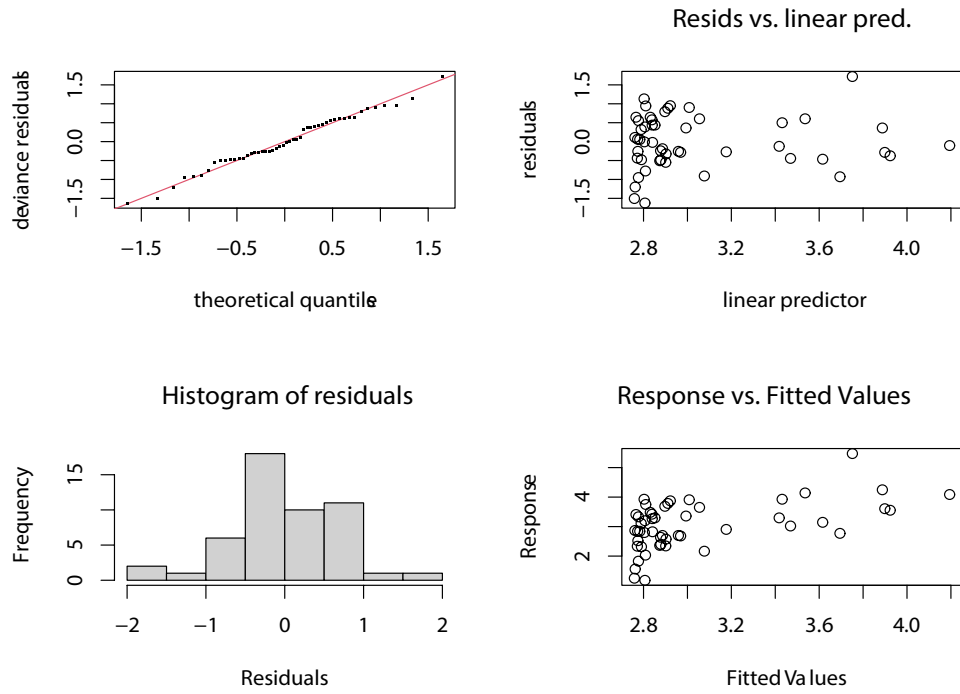 Resids vs. linear pred.
deviance residuals
1.5
0.0
−1.5
−1.5
−0.5
0.5
1.5
theoretical quantiles
residuals
1.5
0.0
−1.5
2.8
3.2
3.6
4.0
linear predictor
Histogram of residuals
Frequency
15
5
0
−2
−1
0
1
2
Residuals
Response vs. Fitted Values
Response
4
2
2.8
3.2
3.6
4.0
Fitted Values